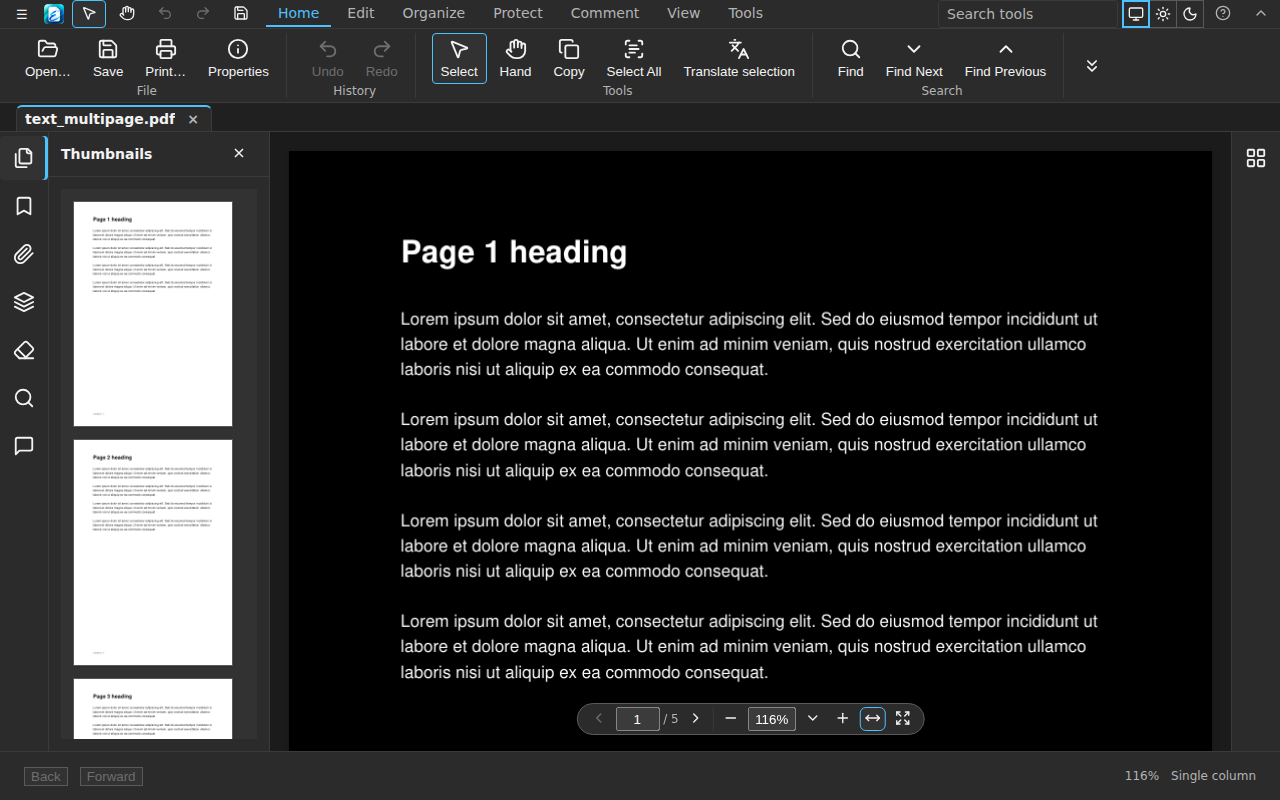 Home Edit Organize Protect Comment View Tools Search tools
Open... Save Print... Properties Undo Redo Select Hand Copy Select All Translate selection Find Find Next Find Previous
File History Tools Search
text_multipage.pdf
Thumbnails
Page 1 heading
Page 2 heading
Page 3 heading
Page 1 heading
Lorem ipsum dolor sit amet, consectetur adipiscing elit. Sed do eiusmod tempor incididunt ut
labore et dolore magna aliqua. Ut enim ad minim veniam, quis nostrud exercitation ullamco
laboris nisi ut aliquip ex ea commodo consequat.
Lorem ipsum dolor sit amet, consectetur adipiscing elit. Sed do eiusmod tempor incididunt ut
labore et dolore magna aliqua. Ut enim ad minim veniam, quis nostrud exercitation ullamco
laboris nisi ut aliquip ex ea commodo consequat.
Lorem ipsum dolor sit amet, consectetur adipiscing elit. Sed do eiusmod tempor incididunt ut
labore et dolore magna aliqua. Ut enim ad minim veniam, quis nostrud exercitation ullamco
laboris nisi ut aliquip ex ea commodo consequat.
Lorem ipsum dolor sit amet, consectetur adipiscing elit. Sed do eiusmod tempor incididunt ut
labore et dolore magna aliqua. Ut enim ad minim veniam, quis nostrud exercitation ullamco
laboris nisi ut aliquip ex ea commodo consequat.
1 / 5 116%
Back Forward 116% Single column